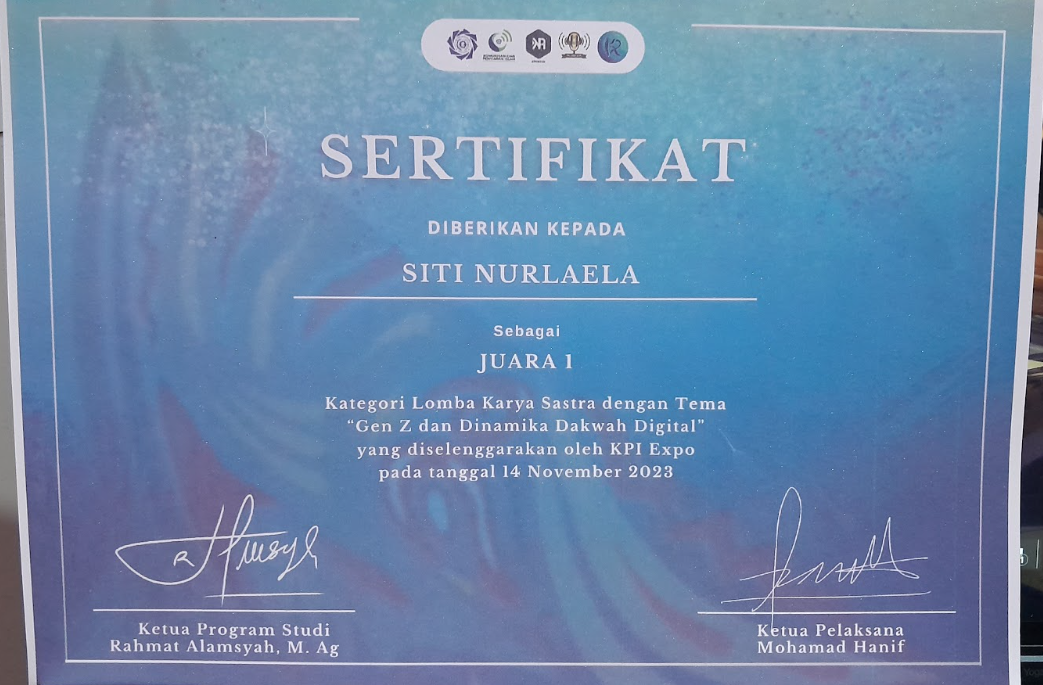 SERTIFIKAT
DIBERIKAN KEPADA
SITI NURLAELA
Sebagai
JUARA 1
Kategori Lomba Karya Sastra dengan Tema
“Gen Z dan Dinamika Dakwah Digital”
yang diselenggarakan oleh KPI Expo
pada tanggal 14 November 2023
Ketua Program Studi
Rahmat Alamsyah, M. Ag
Ketua Pelaksana
Mohamad Hanif